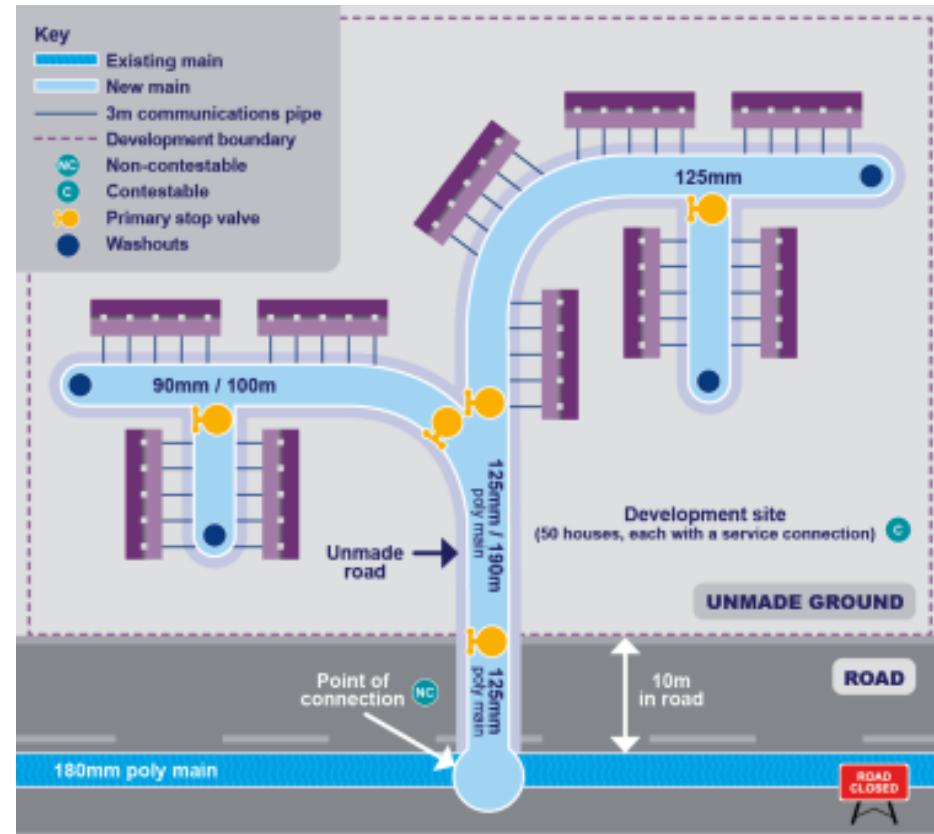 Key
Existing main
New main
3m communications pipe
Development boundary
NC Non-contestable
C Contestable
Primary stop valve
Washouts
125mm
90mm / 100m
125mm / 190m
poly main
Development site
(50 houses, each with a service connection) C
Unmade
road
UNMADE GROUND
Point of
connection NC
125mm
poly main
10m
in road
ROAD
180mm poly main
ROAD
CLOSED